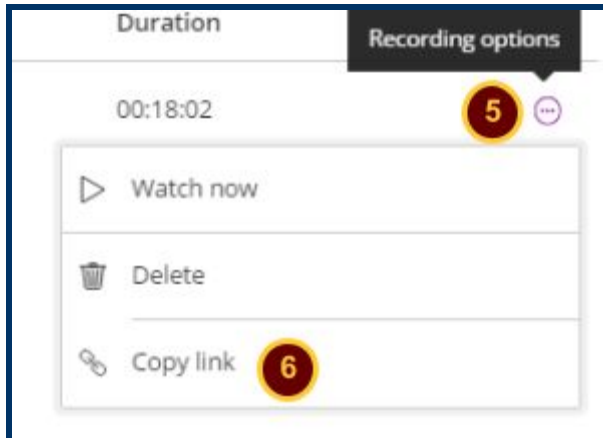 Duration
Recording options
00:18:02
5
Watch now
Delete
Copy link
6